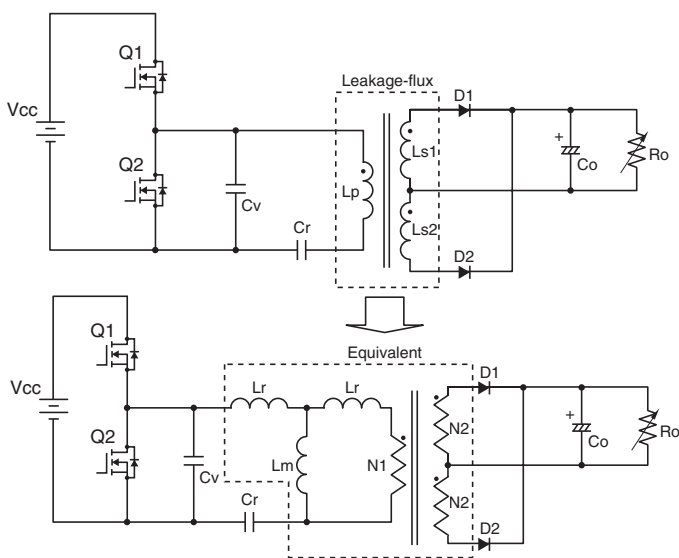 Q1
Leakage-flux
D1
Vcc
Q2
Ls1
+
Co
Ro
Lp
Cv
Cr
Ls2
D2
Equivalent
Q1
D1
Lr
Lr
Vcc
N2
+
Co
Ro
Q2
Cv
Lm
N1
N2
Cr
D2